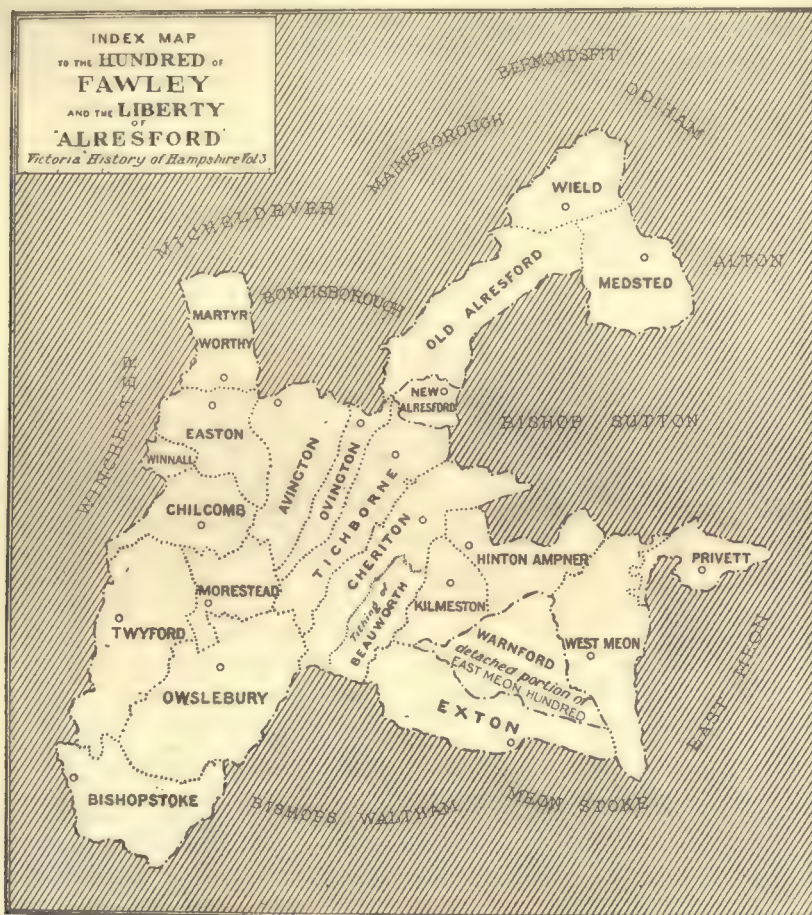 INDEX MAP
TO THE HUNDRED OF
FAWLEY
AND THE LIBERTY
OF
ALRESFORD
Victoria History of Hampshire Vol 3
BERMONDSPIT
ODIHAM
MAINSBOROUGH
MICHELDEVER
BONTISBOROUGH
ALTON
WIELD
MEDSTED
OLD ALRESFORD
MARTYR
WORTHY
NEW
ALRESFORD
BISHOP SUTTON
WINCHESTER
EASTON
WINNALL
AVINGTON
OVINGTON
TICHBORNE
CHERITON
CHILCOMB
HINTON AMPNER
PRIVETT
MORESTEAD
Tithing of
BEAUWORTH
KILMESTON
TWYFORD
WARNFORD
detached portion of
EAST MEON HUNDRED
WEST MEON
EAST MEON
OWSLEBURY
EXTON
BISHOPSTOKE
BISHOPS WALTHAM
MEON STOKE